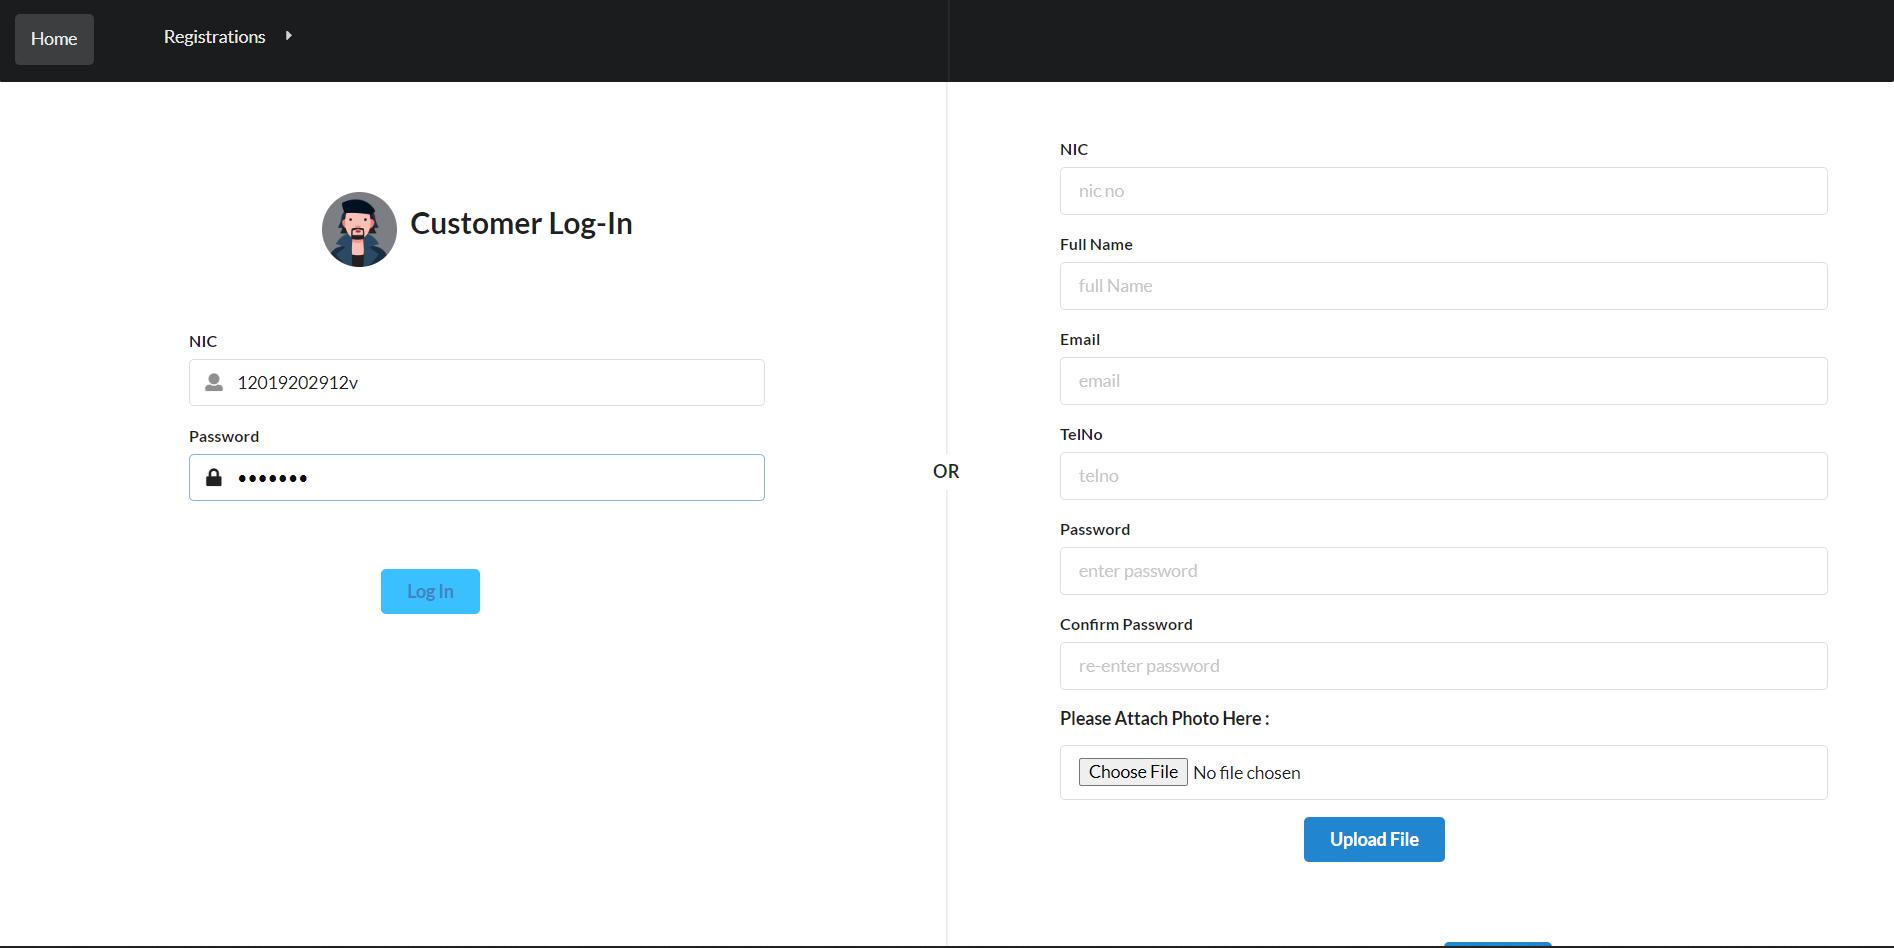 Home
Registrations
Customer Log-In
NIC
12019202912v
Password
•••••••
Log In
OR
NIC
nic no
Full Name
full Name
Email
email
TelNo
telno
Password
enter password
Confirm Password
re-enter password
Please Attach Photo Here :
Choose File No file chosen
Upload File